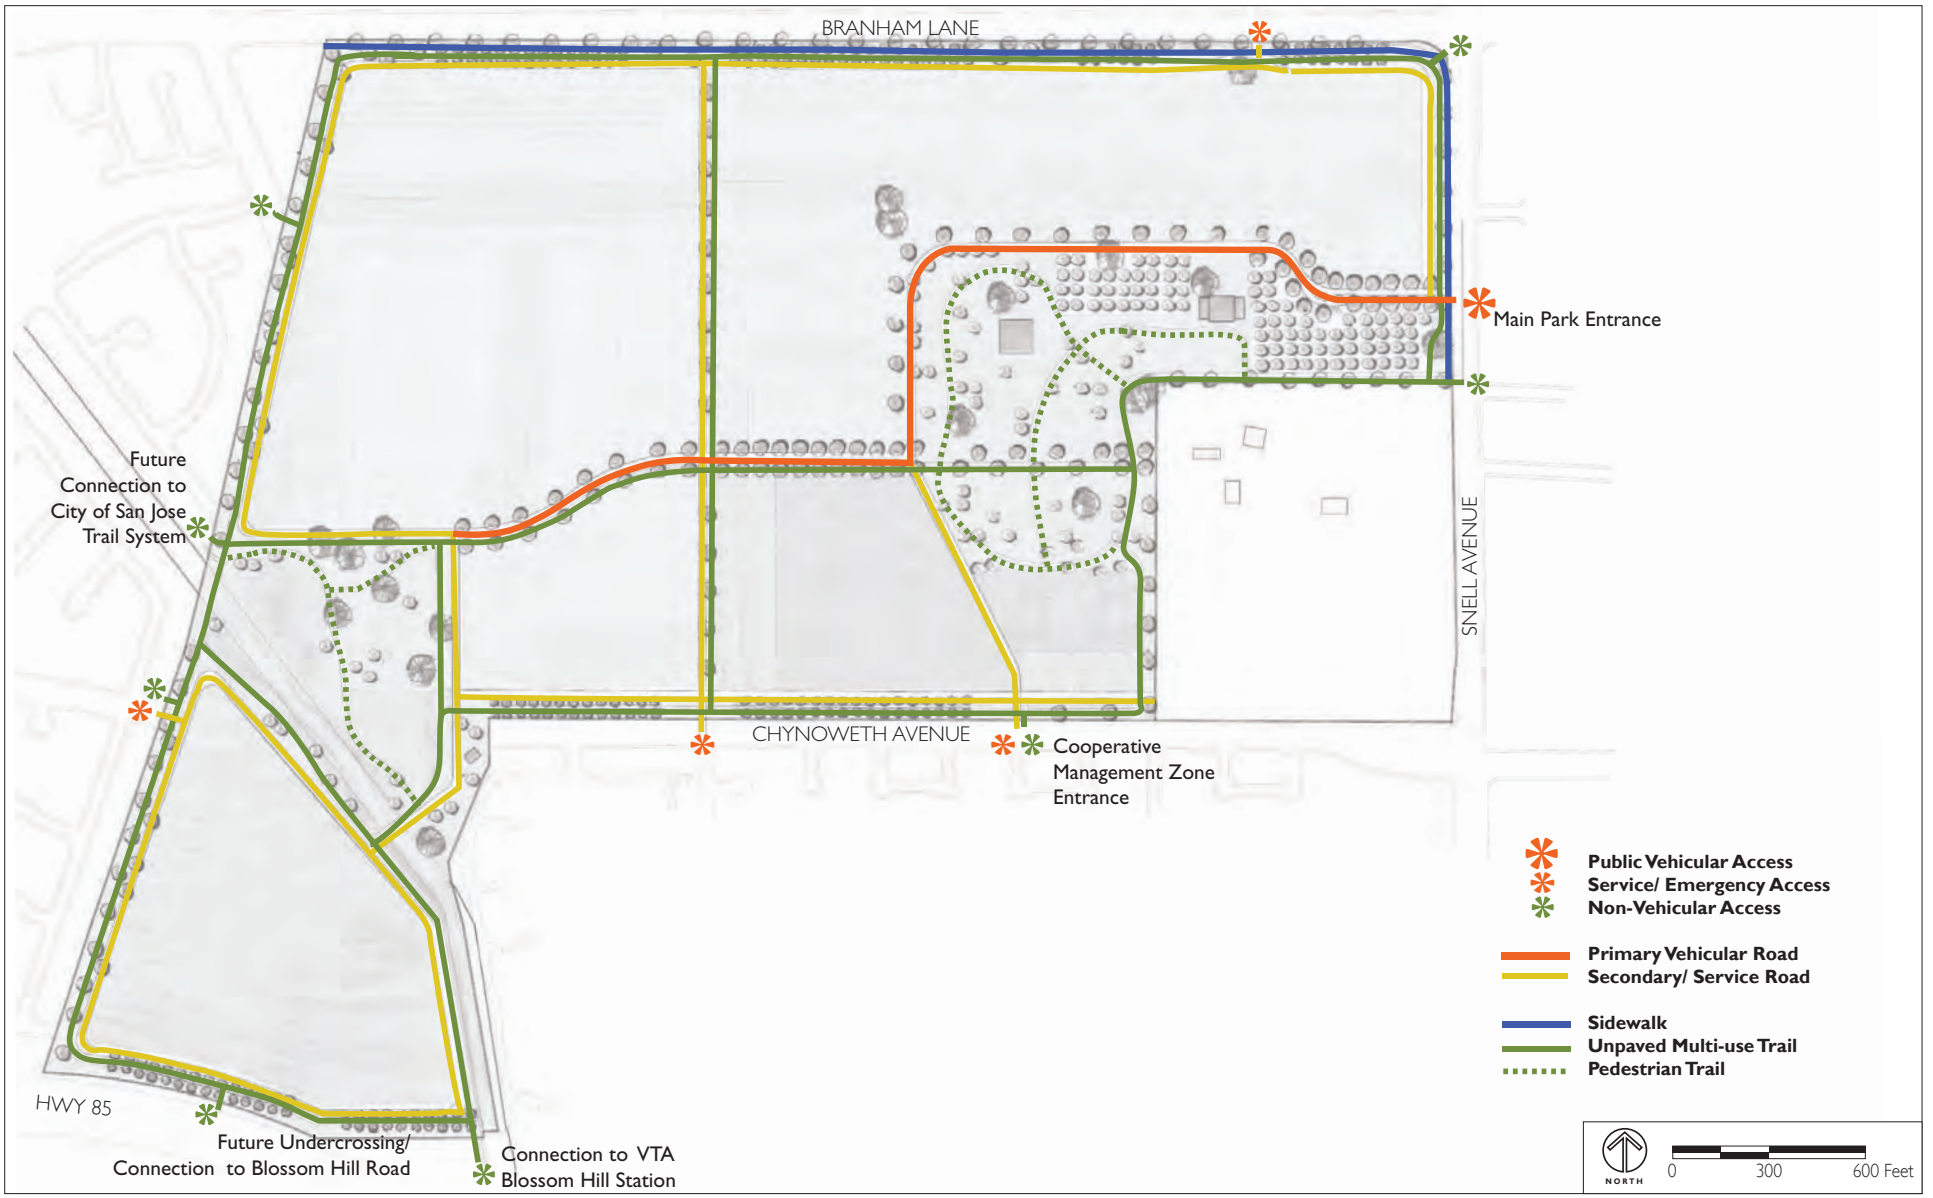 BRANHAM LANE
Main Park Entrance
Future
Connection to
City of San Jose
Trail System
SNELL AVENUE
CHYNOWETH AVENUE
Cooperative
Management Zone
Entrance
Public Vehicular Access
Service/ Emergency Access
Non-Vehicular Access
Primary Vehicular Road
Secondary/ Service Road
Sidewalk
Unpaved Multi-use Trail
Pedestrian Trail
HWY 85
Future Undercrossing/
Connection to Blossom Hill Road
Connection to VTA
Blossom Hill Station
NORTH
0 300 600 Feet